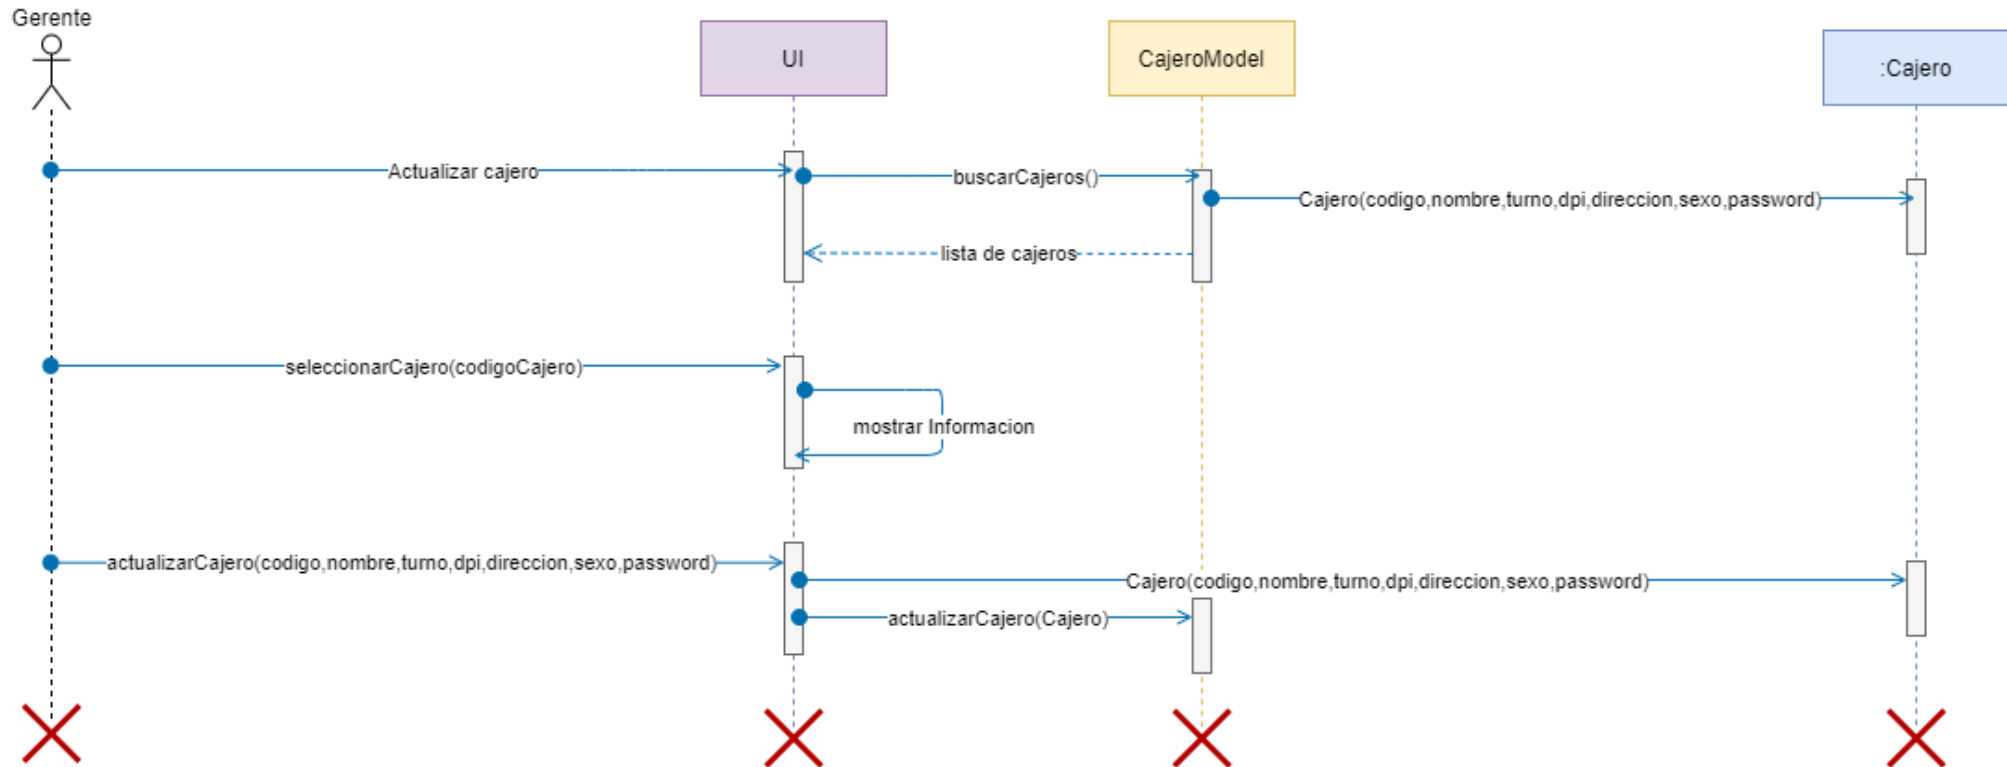 Gerente
UI
CajeroModel
:Cajero
Actualizar cajero
buscarCajeros()
Cajero(codigo,nombre,turno,dpi,direccion,sexo,password)
lista de cajeros
seleccionarCajero(codigoCajero)
mostrar Informacion
actualizarCajero(codigo,nombre,turno,dpi,direccion,sexo,password)
Cajero(codigo,nombre,turno,dpi,direccion,sexo,password)
actualizarCajero(Cajero)